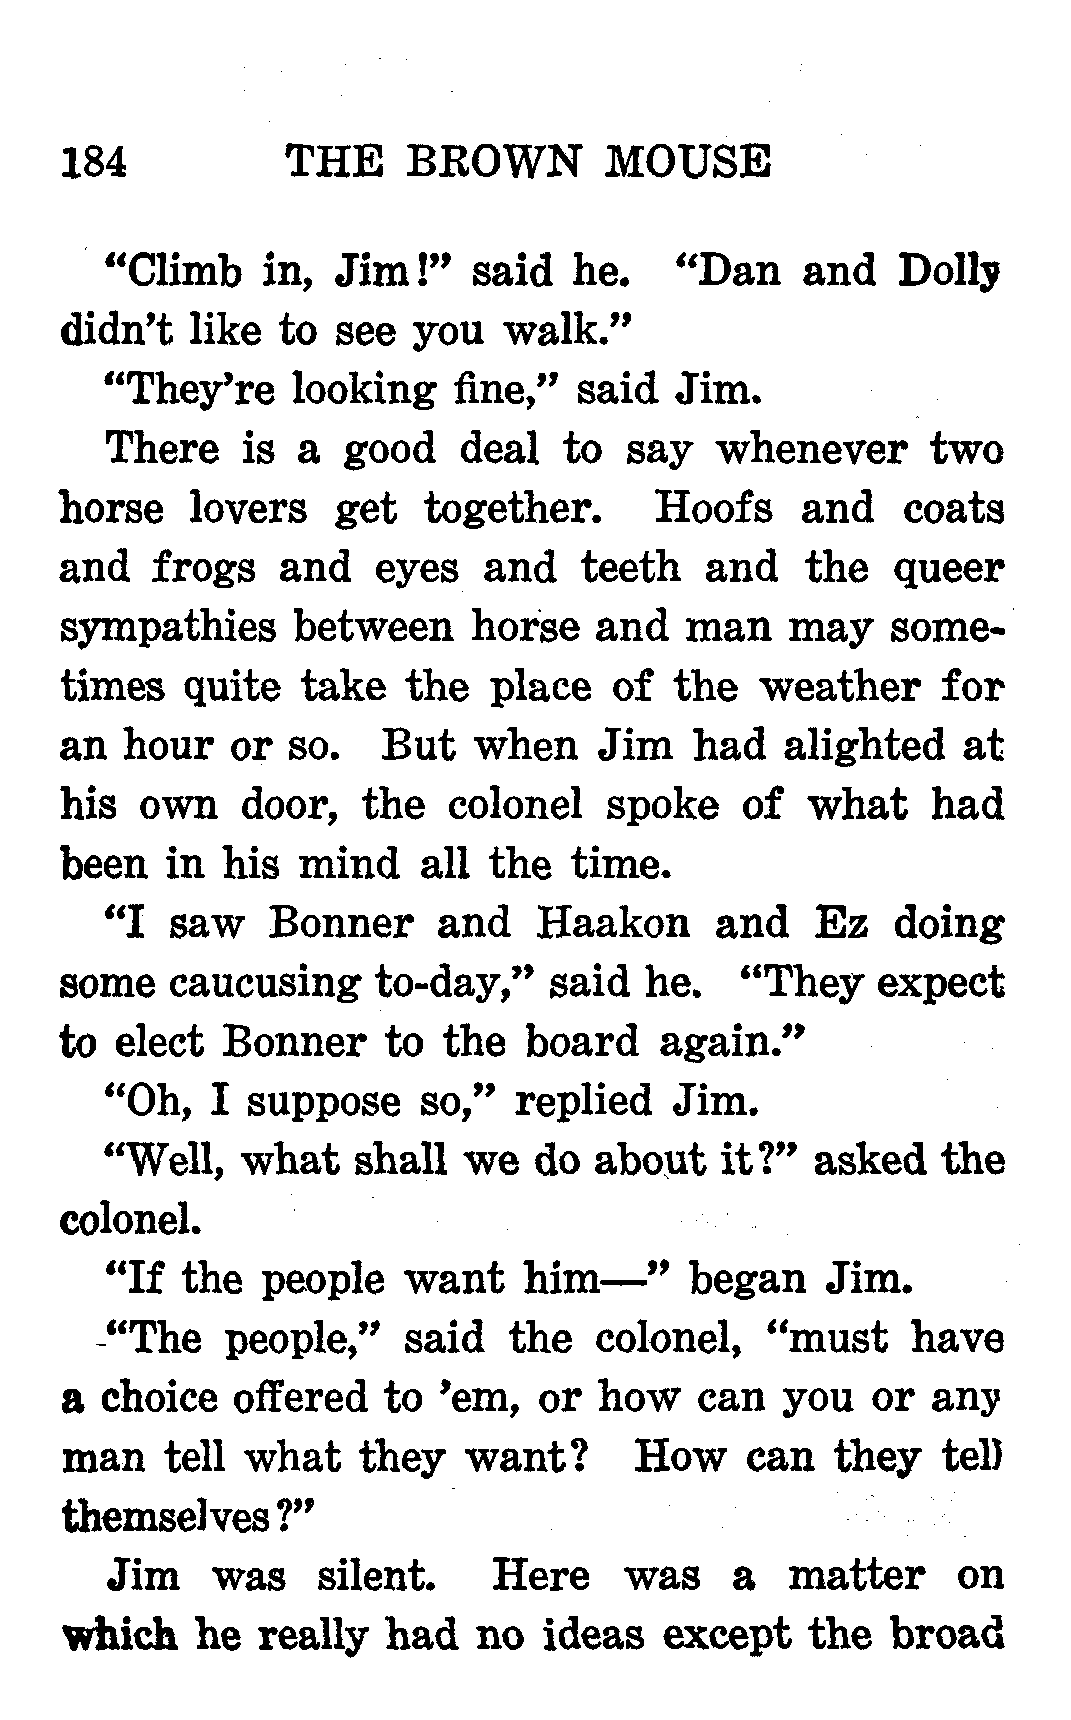 184 THE BROWN MOUSE
“Climb in, Jim!” said he. “Dan and Dolly
didn’t like to see you walk.”
“They’re looking fine,” said Jim.
There is a good deal to say whenever two
horse lovers get together. Hoofs and coats
and frogs and eyes and teeth and the queer
sympathies between horse and man may some-
times quite take the place of the weather for
an hour or so. But when Jim had alighted at
his own door, the colonel spoke of what had
been in his mind all the time.
“I saw Bonner and Haakon and Ez doing
some caucusing to-day,” said he. “They expect
to elect Bonner to the board again.”
“Oh, I suppose so,” replied Jim.
“Well, what shall we do about it?” asked the
colonel.
“If the people want him—” began Jim.
“The people,” said the colonel, “must have
a choice offered to ’em, or how can you or any
man tell what they want? How can they tell
themselves?”
Jim was silent. Here was a matter on
which he really had no ideas except the broad